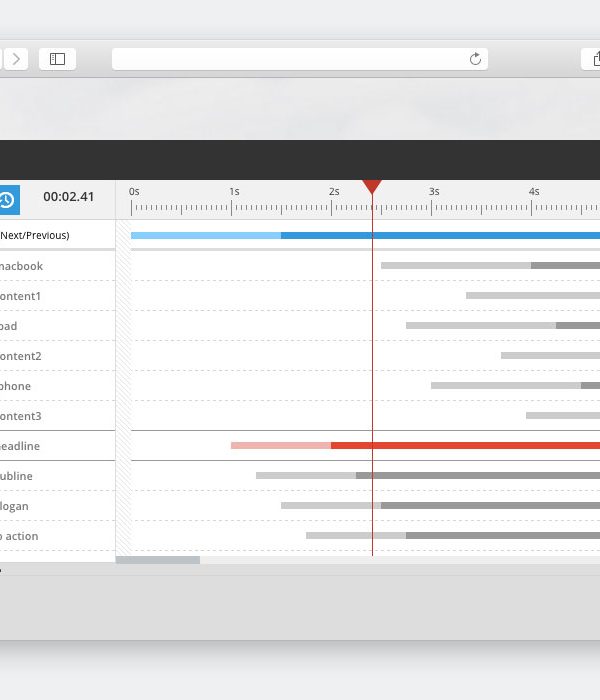 00:02.41
0s 1s 2s 3s 4s
Next/Previous)
macbook
ontent1
pad
ontent2
phone
ontent3
eadline
ubline
logan
o action